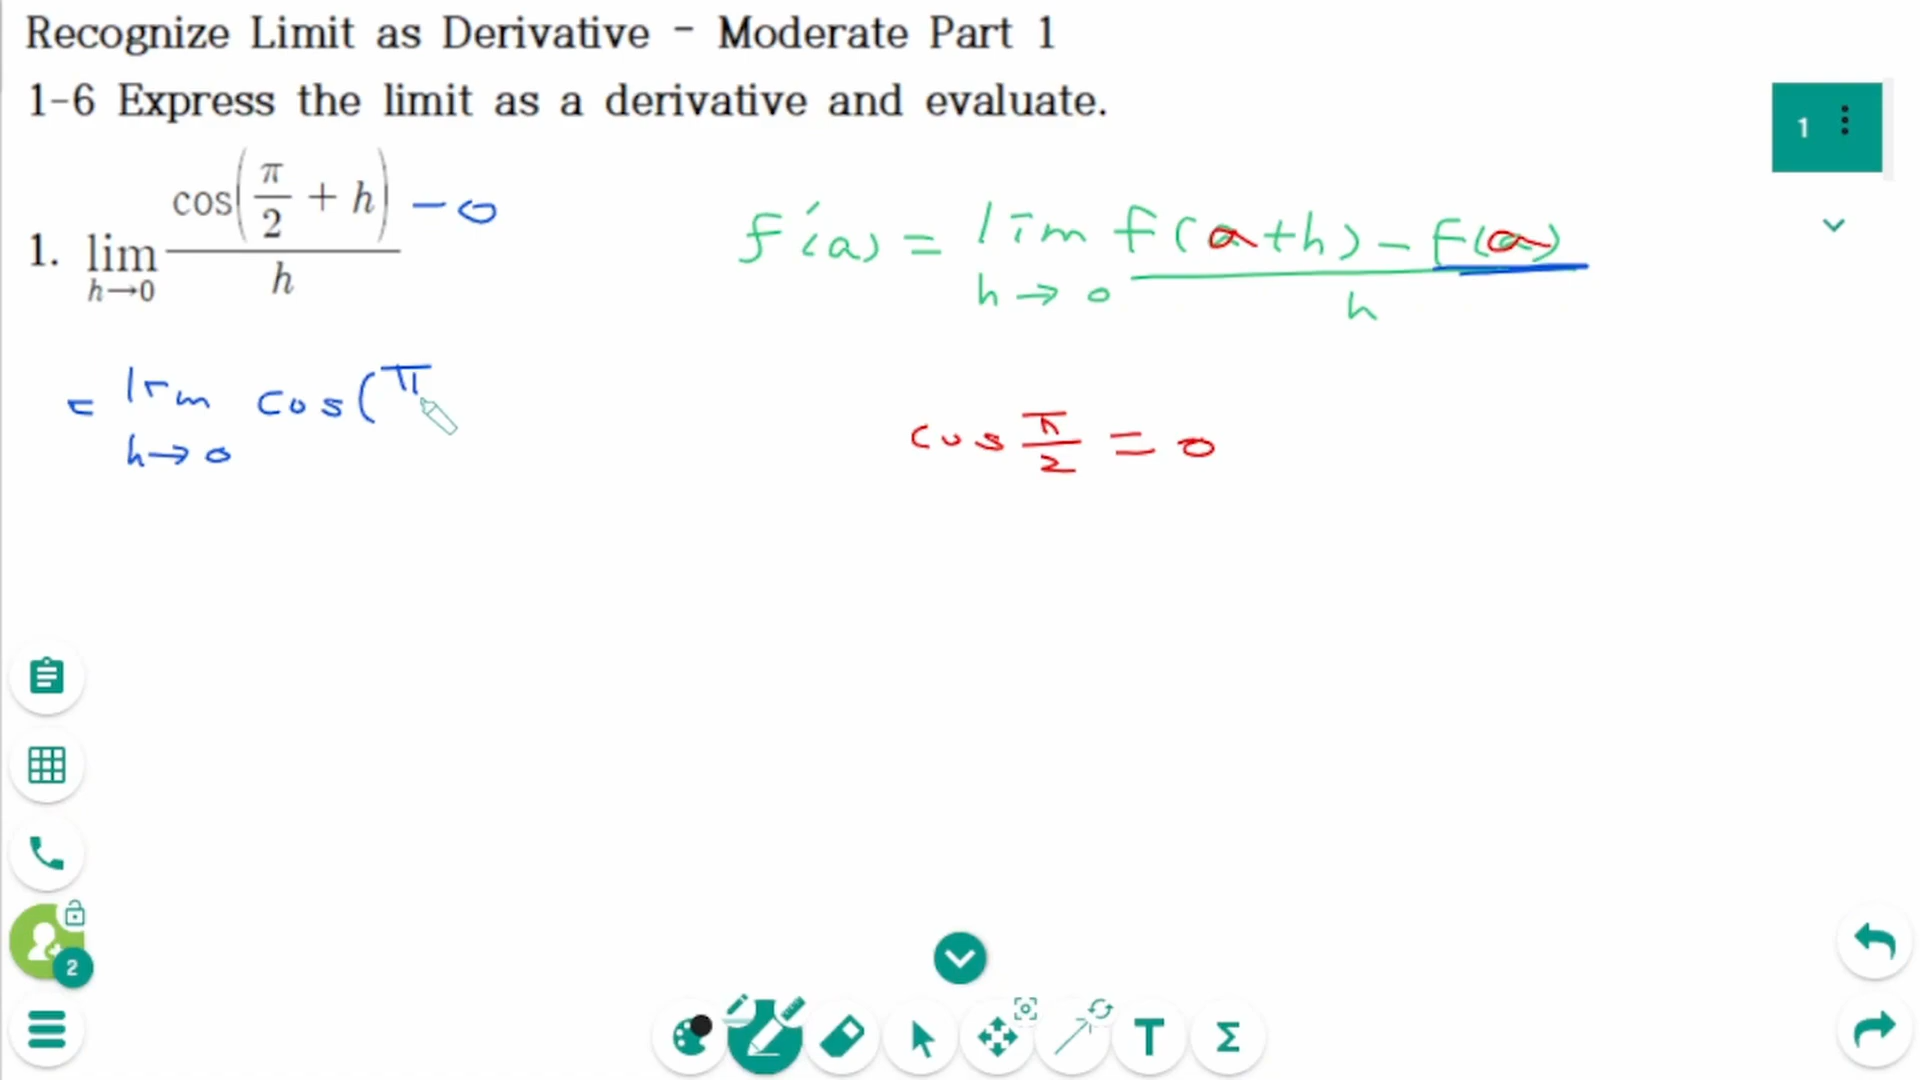 Recognize Limit as Derivative - Moderate Part 1
1-6 Express the limit as a derivative and evaluate.
1. lim h→0 cos(π/2 + h) - 0 / h
f'(a) = lim h→0 f(a+h) - f(a) / h
= lim h→0 cos(π
cos π/2 = 0
1
2
T
Σ